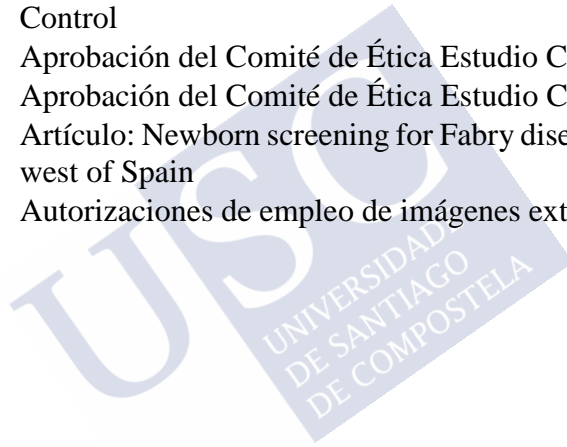 Control
Aprobación del Comité de Ética Estudio C
Aprobación del Comité de Ética Estudio C
Artículo: Newborn screening for Fabry dise
west of Spain
Autorizaciones de empleo de imágenes ext
USC
UNIVERSIDADE
DE SANTIAGO
DE COMPOSTELA